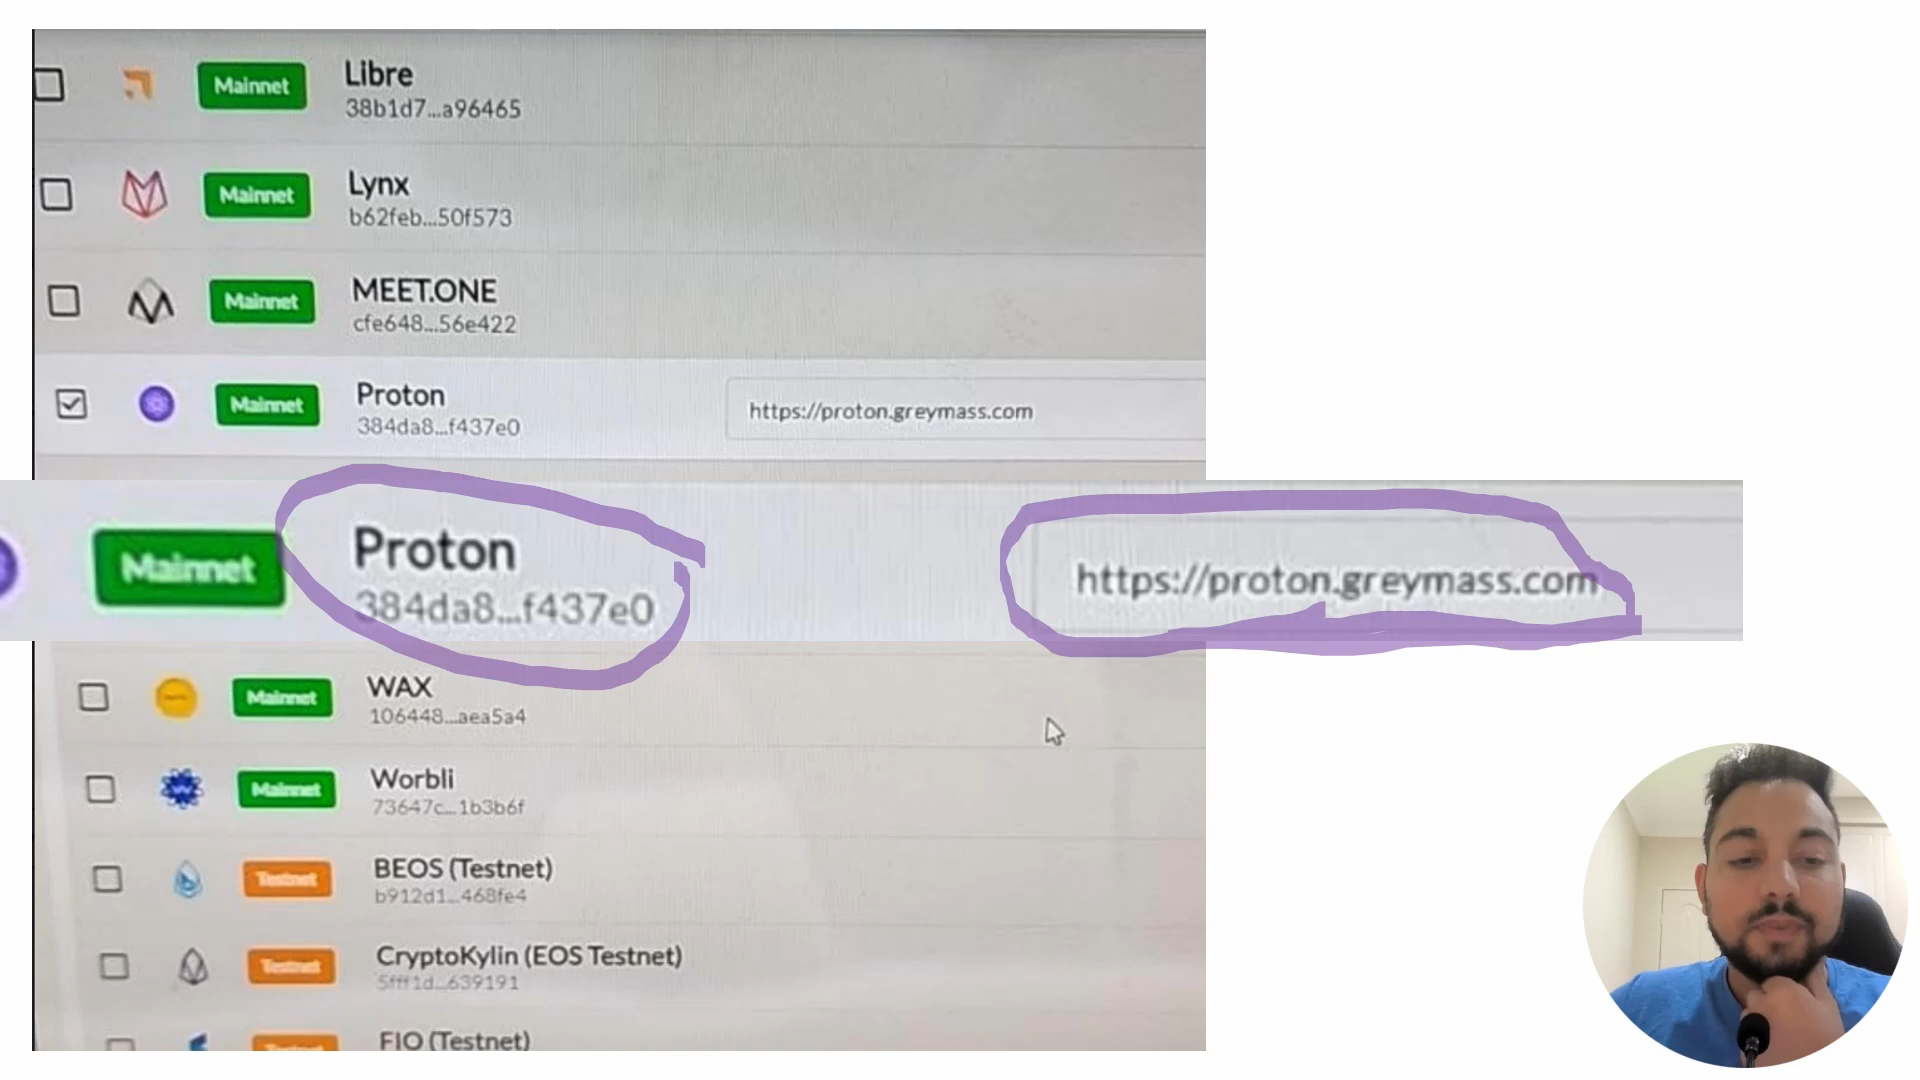 Mainnet
Libre
38b1d7...a96465
Mainnet
Lynx
b62feb...50f573
Mainnet
MEET.ONE
cfe648...56e422
Mainnet
Proton
384da8...f437e0
https://proton.greymass.com
Mainnet
Proton
384da8...f437e0
https://proton.greymass.com
Mainnet
WAX
106448...aea5a4
Mainnet
Worbli
73647c...1b3b6f
Testnet
BEOS (Testnet)
b912d1...468fe4
Testnet
CryptoKylin (EOS Testnet)
5fff1d...639191
Testnet
FIO (Testnet)